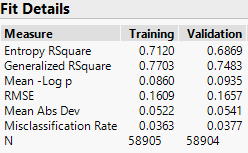 Fit Details
Measure Training Validation
Entropy RSquare 0.7120 0.6869
Generalized RSquare 0.7703 0.7483
Mean -Log p 0.0860 0.0935
RMSE 0.1609 0.1657
Mean Abs Dev 0.0522 0.0541
Misclassification Rate 0.0363 0.0377
N 58905 58904